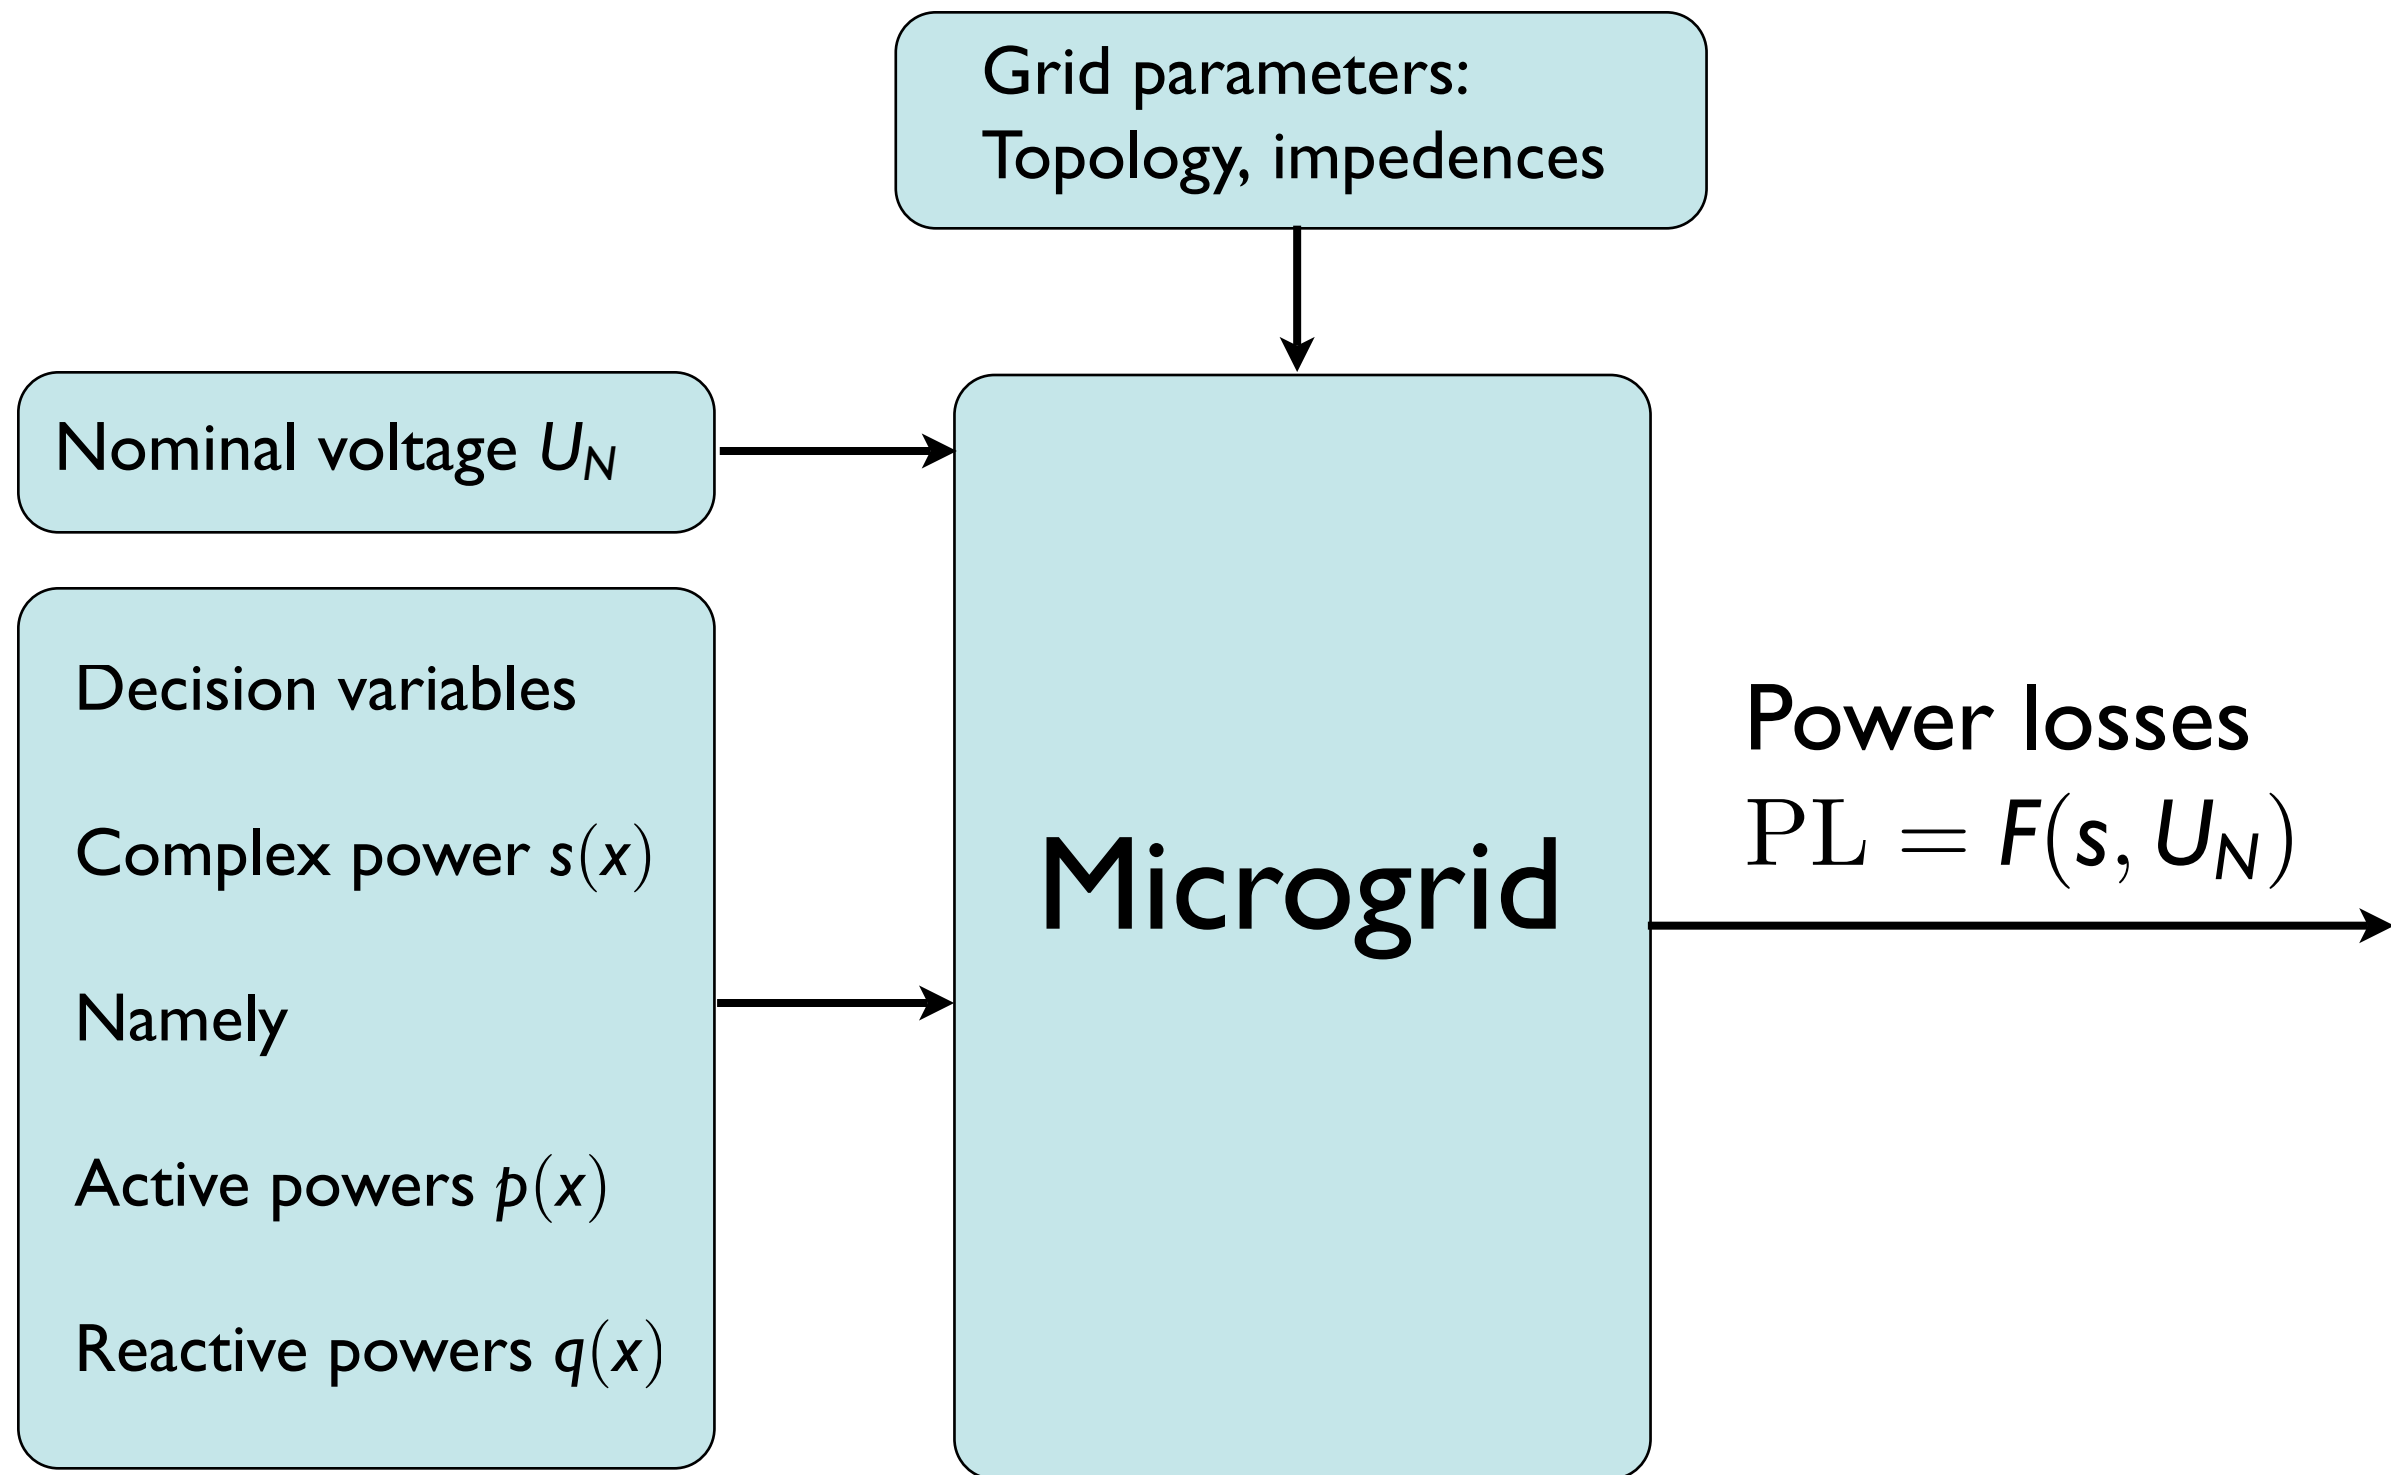 Grid parameters:
Topology, impedences
Nominal voltage U_N
Decision variables
Complex power s(x)
Namely
Active powers p(x)
Reactive powers q(x)
Microgrid
Power losses
PL = F(s, U_N)